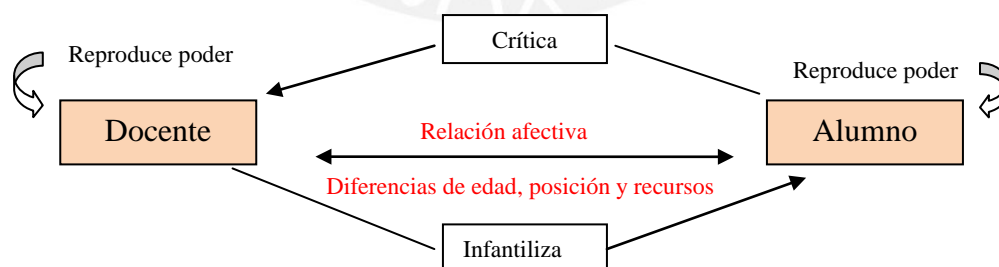 Crítica
Reproduce poder
Reproduce poder
Docente
Relación afectiva
Alumno
Diferencias de edad, posición y recursos
Infantiliza